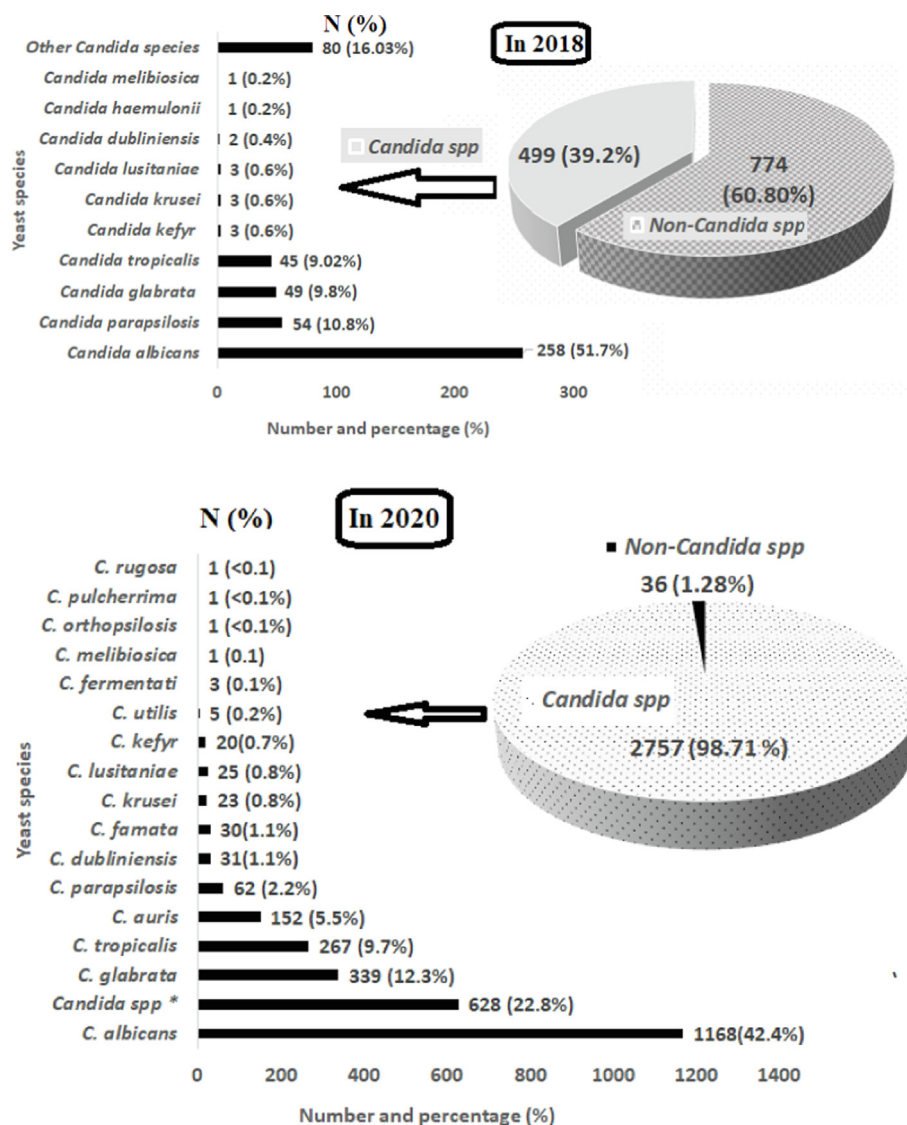 N (%)
In 2018
Other Candida species 80 (16.03%)
Candida melibiosica 1 (0.2%)
Candida haemulonii 1 (0.2%)
Candida dubliniensis 2 (0.4%)
Candida lusitaniae 3 (0.6%)
Candida krusei 3 (0.6%)
Candida kefyr 3 (0.6%)
Candida tropicalis 45 (9.02%)
Candida glabrata 49 (9.8%)
Candida parapsilosis 54 (10.8%)
Candida albicans 258 (51.7%)
Yeast species
0 100 200 300
Number and percentage (%)
Candida spp
499 (39.2%)
774
(60.80%)
Non-Candida spp
N (%)
In 2020
C. rugosa 1 (<0.1)
C. pulcherrima 1 (<0.1%)
C. orthopsilosis 1 (<0.1%)
C. melibiosica 1 (0.1)
C. fermentati 3 (0.1%)
C. utilis 5 (0.2%)
C. kefyr 20(0.7%)
C. lusitaniae 25 (0.8%)
C. krusei 23 (0.8%)
C. famata 30(1.1%)
C. dubliniensis 31(1.1%)
C. parapsilosis 62 (2.2%)
C. auris 152 (5.5%)
C. tropicalis 267 (9.7%)
C. glabrata 339 (12.3%)
Candida spp * 628 (22.8%)
C. albicans 1168(42.4%)
Yeast species
0 200 400 600 800 1000 1200 1400
Number and percentage (%)
Non-Candida spp
36 (1.28%)
Candida spp
2757 (98.71 %)